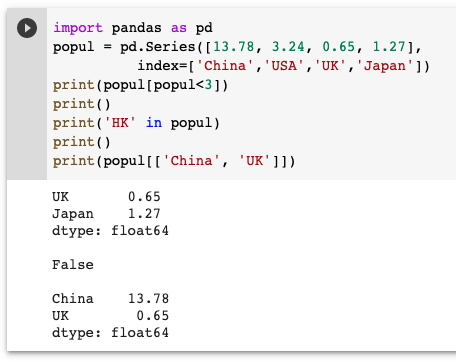 import pandas as pd
popul = pd.Series([13.78, 3.24, 0.65, 1.27],
          index=['China','USA','UK','Japan'])
print(popul[popul<3])
print()
print('HK' in popul)
print()
print(popul[['China', 'UK']])
UK       0.65
Japan    1.27
dtype: float64
False
China    13.78
UK        0.65
dtype: float64